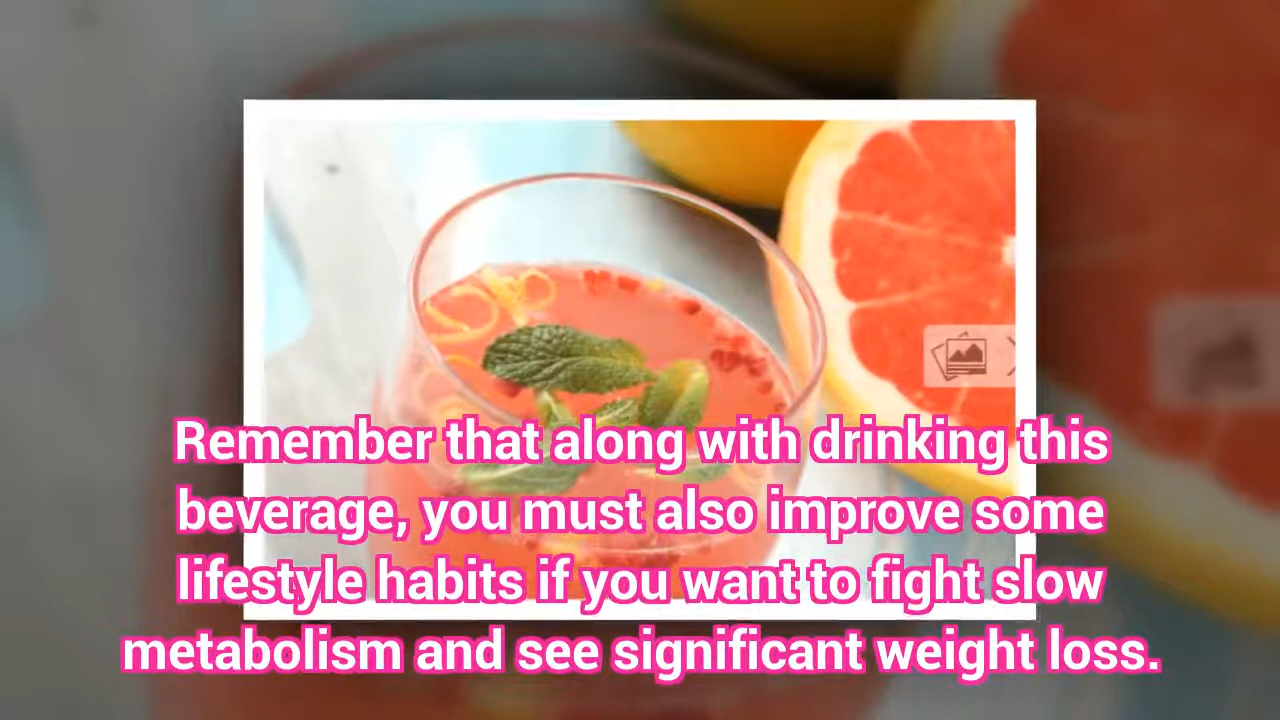 Remember that along with drinking this
beverage, you must also improve some
lifestyle habits if you want to fight slow
metabolism and see significant weight loss.